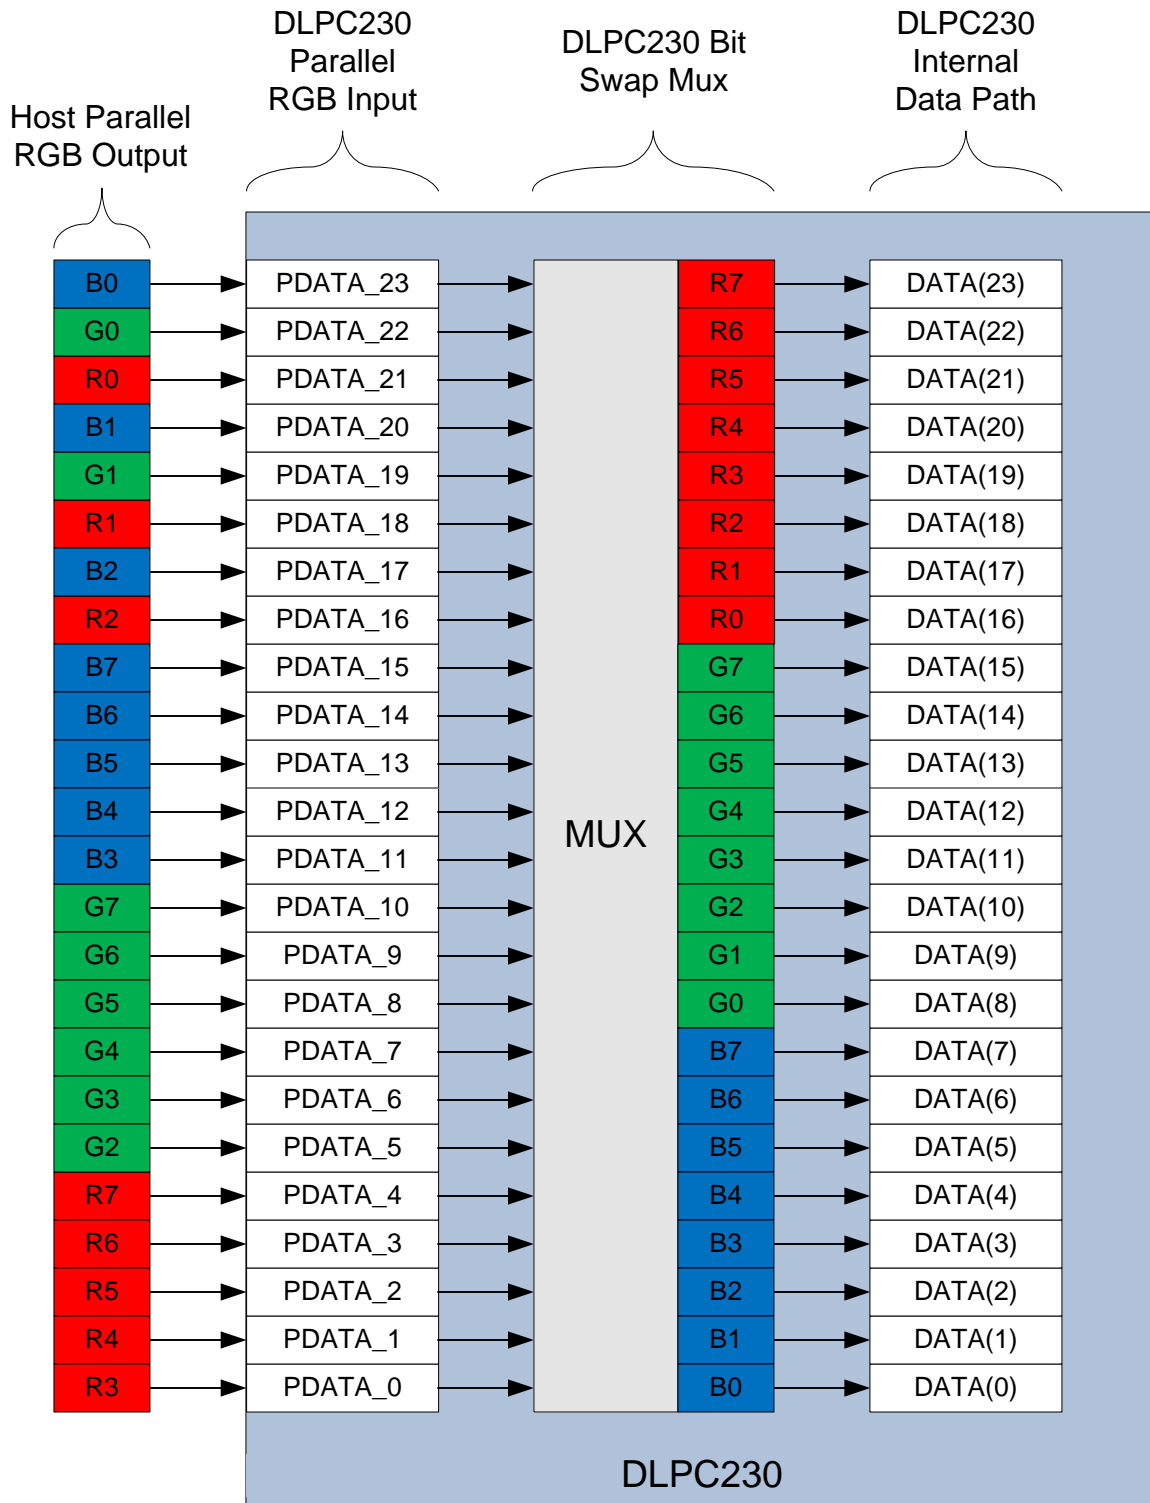 DLPC230
Parallel
RGB Input
DLPC230 Bit
Swap Mux
DLPC230
Internal
Data Path
Host Parallel
RGB Output
B0 PDATA_23 R7 DATA(23)
G0 PDATA_22 R6 DATA(22)
R0 PDATA_21 R5 DATA(21)
B1 PDATA_20 R4 DATA(20)
G1 PDATA_19 R3 DATA(19)
R1 PDATA_18 R2 DATA(18)
B2 PDATA_17 R1 DATA(17)
R2 PDATA_16 R0 DATA(16)
B7 PDATA_15 G7 DATA(15)
B6 PDATA_14 G6 DATA(14)
B5 PDATA_13 G5 DATA(13)
B4 PDATA_12 G4 DATA(12)
MUX
B3 PDATA_11 G3 DATA(11)
G7 PDATA_10 G2 DATA(10)
G6 PDATA_9 G1 DATA(9)
G5 PDATA_8 G0 DATA(8)
G4 PDATA_7 B7 DATA(7)
G3 PDATA_6 B6 DATA(6)
G2 PDATA_5 B5 DATA(5)
R7 PDATA_4 B4 DATA(4)
R6 PDATA_3 B3 DATA(3)
R5 PDATA_2 B2 DATA(2)
R4 PDATA_1 B1 DATA(1)
R3 PDATA_0 B0 DATA(0)
DLPC230